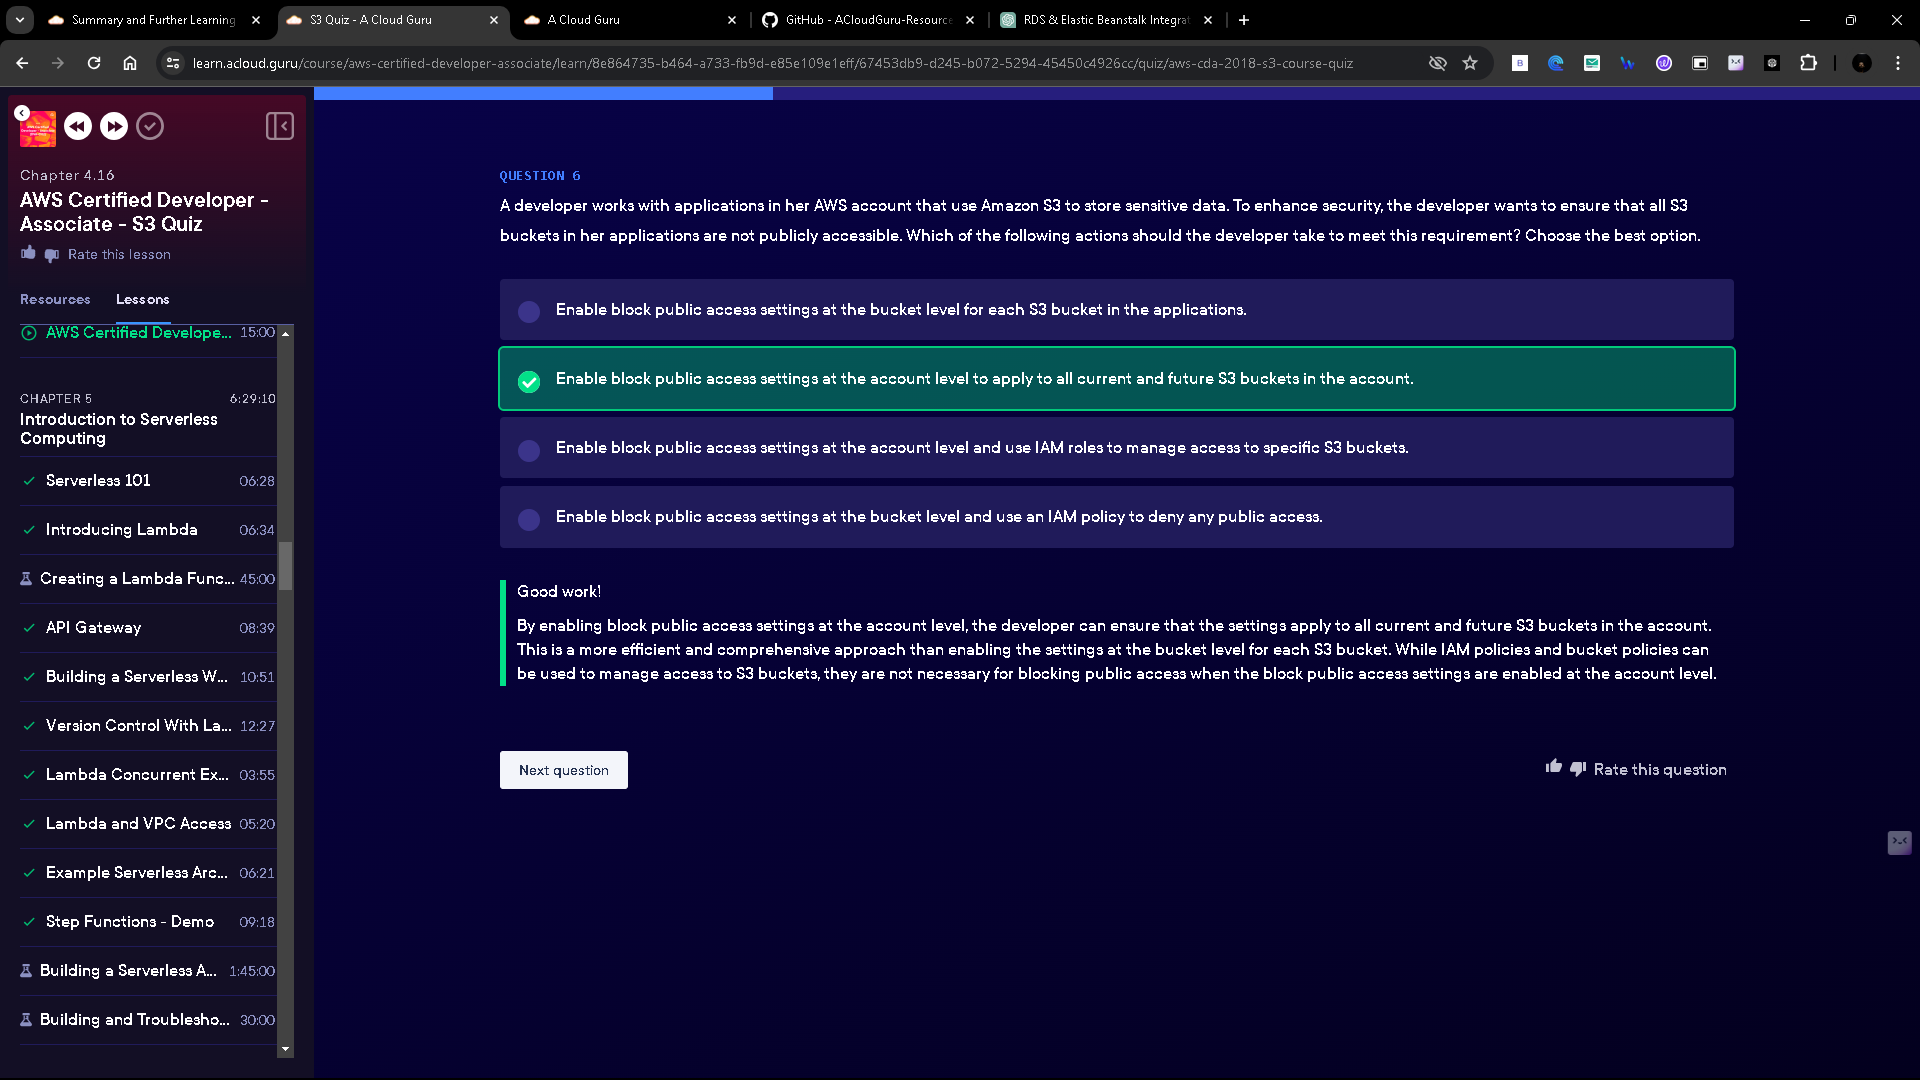 Summary and Further Learning
S3 Quiz - A Cloud Guru
A Cloud Guru
GitHub - ACloudGuru-Resource
RDS & Elastic Beanstalk Integrat
learn.acloud.guru/course/aws-certified-developer-associate/learn/8e864735-b464-a733-fb9d-e85e109e1eff/67453db9-d245-b072-5294-45450c4926cc/quiz/aws-cda-2018-s3-course-quiz
Chapter 4.16
AWS Certified Developer -
Associate - S3 Quiz
Rate this lesson
Resources
Lessons
AWS Certified Develope... 15:00
CHAPTER 5 6:29:10
Introduction to Serverless
Computing
Serverless 101 06:28
Introducing Lambda 06:34
Creating a Lambda Func... 45:00
API Gateway 08:39
Building a Serverless W... 10:51
Version Control With La... 12:27
Lambda Concurrent Ex... 03:55
Lambda and VPC Access 05:20
Example Serverless Arc... 06:21
Step Functions - Demo 09:18
Building a Serverless A... 1:45:00
Building and Troublesho... 30:00
QUESTION 6
A developer works with applications in her AWS account that use Amazon S3 to store sensitive data. To enhance security, the developer wants to ensure that all S3
buckets in her applications are not publicly accessible. Which of the following actions should the developer take to meet this requirement? Choose the best option.
Enable block public access settings at the bucket level for each S3 bucket in the applications.
Enable block public access settings at the account level to apply to all current and future S3 buckets in the account.
Enable block public access settings at the account level and use IAM roles to manage access to specific S3 buckets.
Enable block public access settings at the bucket level and use an IAM policy to deny any public access.
Good work!
By enabling block public access settings at the account level, the developer can ensure that the settings apply to all current and future S3 buckets in the account.
This is a more efficient and comprehensive approach than enabling the settings at the bucket level for each S3 bucket. While IAM policies and bucket policies can
be used to manage access to S3 buckets, they are not necessary for blocking public access when the block public access settings are enabled at the account level.
Next question
Rate this question